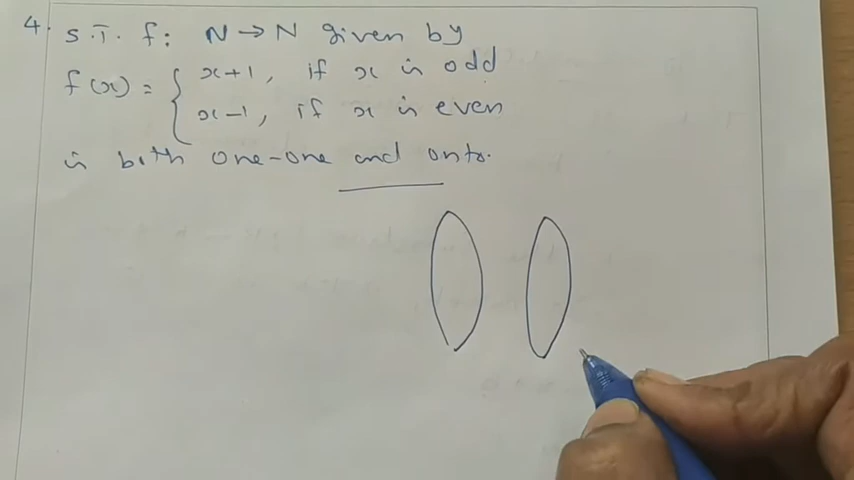 4. S.T. f: N → N given by
f(x) = { x+1, if x is odd
x-1, if x is even
is both one-one and onto.